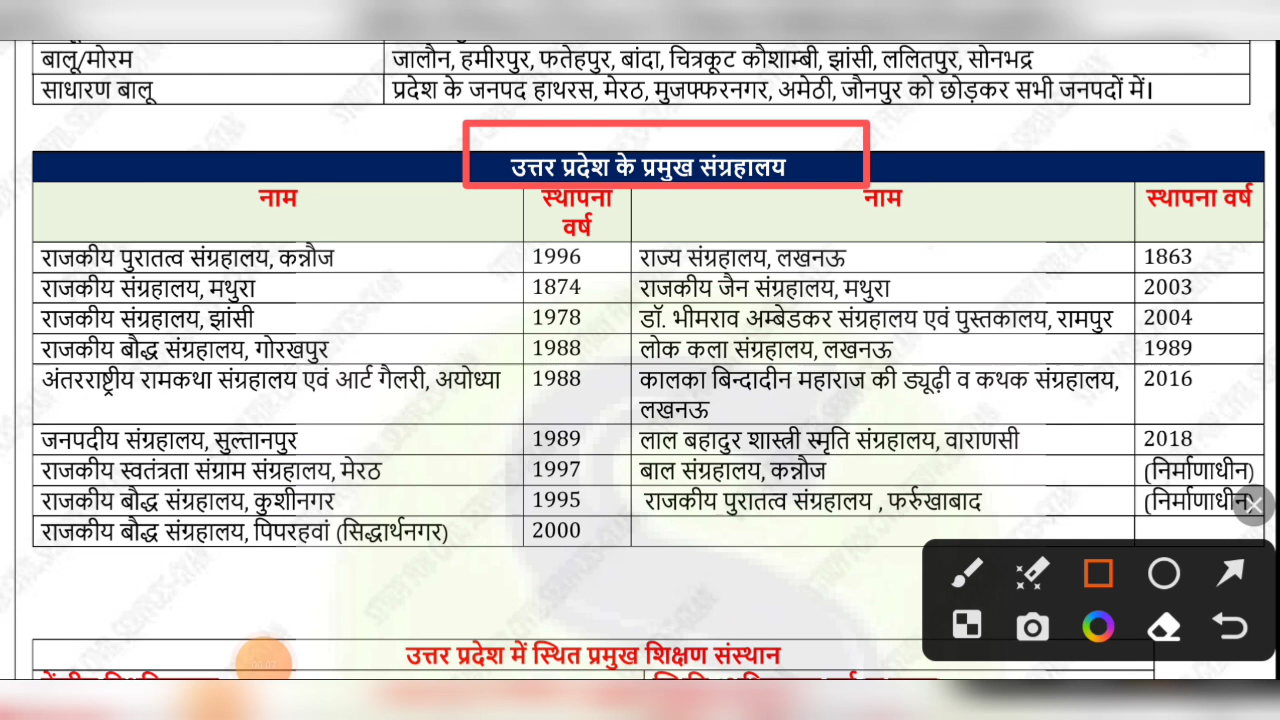 बालू/मोरम जालौन, हमीरपुर, फतेहपुर, बांदा, चित्रकूट कौशाम्बी, झांसी, ललितपुर, सोनभद्र
साधारण बालू प्रदेश के जनपद हाथरस, मेरठ, मुजफ्फरनगर, अमेठी, जौनपुर को छोड़कर सभी जनपदों में।
उत्तर प्रदेश के प्रमुख संग्रहालय
नाम स्थापना वर्ष नाम स्थापना वर्ष
राजकीय पुरातत्व संग्रहालय, कन्नौज 1996 राज्य संग्रहालय, लखनऊ 1863
राजकीय संग्रहालय, मथुरा 1874 राजकीय जैन संग्रहालय, मथुरा 2003
राजकीय संग्रहालय, झांसी 1978 डॉ. भीमराव अम्बेडकर संग्रहालय एवं पुस्तकालय, रामपुर 2004
राजकीय बौद्ध संग्रहालय, गोरखपुर 1988 लोक कला संग्रहालय, लखनऊ 1989
अंतरराष्ट्रीय रामकथा संग्रहालय एवं आर्ट गैलरी, अयोध्या 1988 कालका बिन्दादीन महाराज की ड्यूढ़ी व कथक संग्रहालय, लखनऊ 2016
जनपदीय संग्रहालय, सुल्तानपुर 1989 लाल बहादुर शास्त्री स्मृति संग्रहालय, वाराणसी 2018
राजकीय स्वतंत्रता संग्राम संग्रहालय, मेरठ 1997 बाल संग्रहालय, कन्नौज (निर्माणाधीन)
राजकीय बौद्ध संग्रहालय, कुशीनगर 1995 राजकीय पुरातत्व संग्रहालय , फर्रुखाबाद (निर्माणाधीन)
राजकीय बौद्ध संग्रहालय, पिपरहवां (सिद्धार्थनगर) 2000
उत्तर प्रदेश में स्थित प्रमुख शिक्षण संस्थान